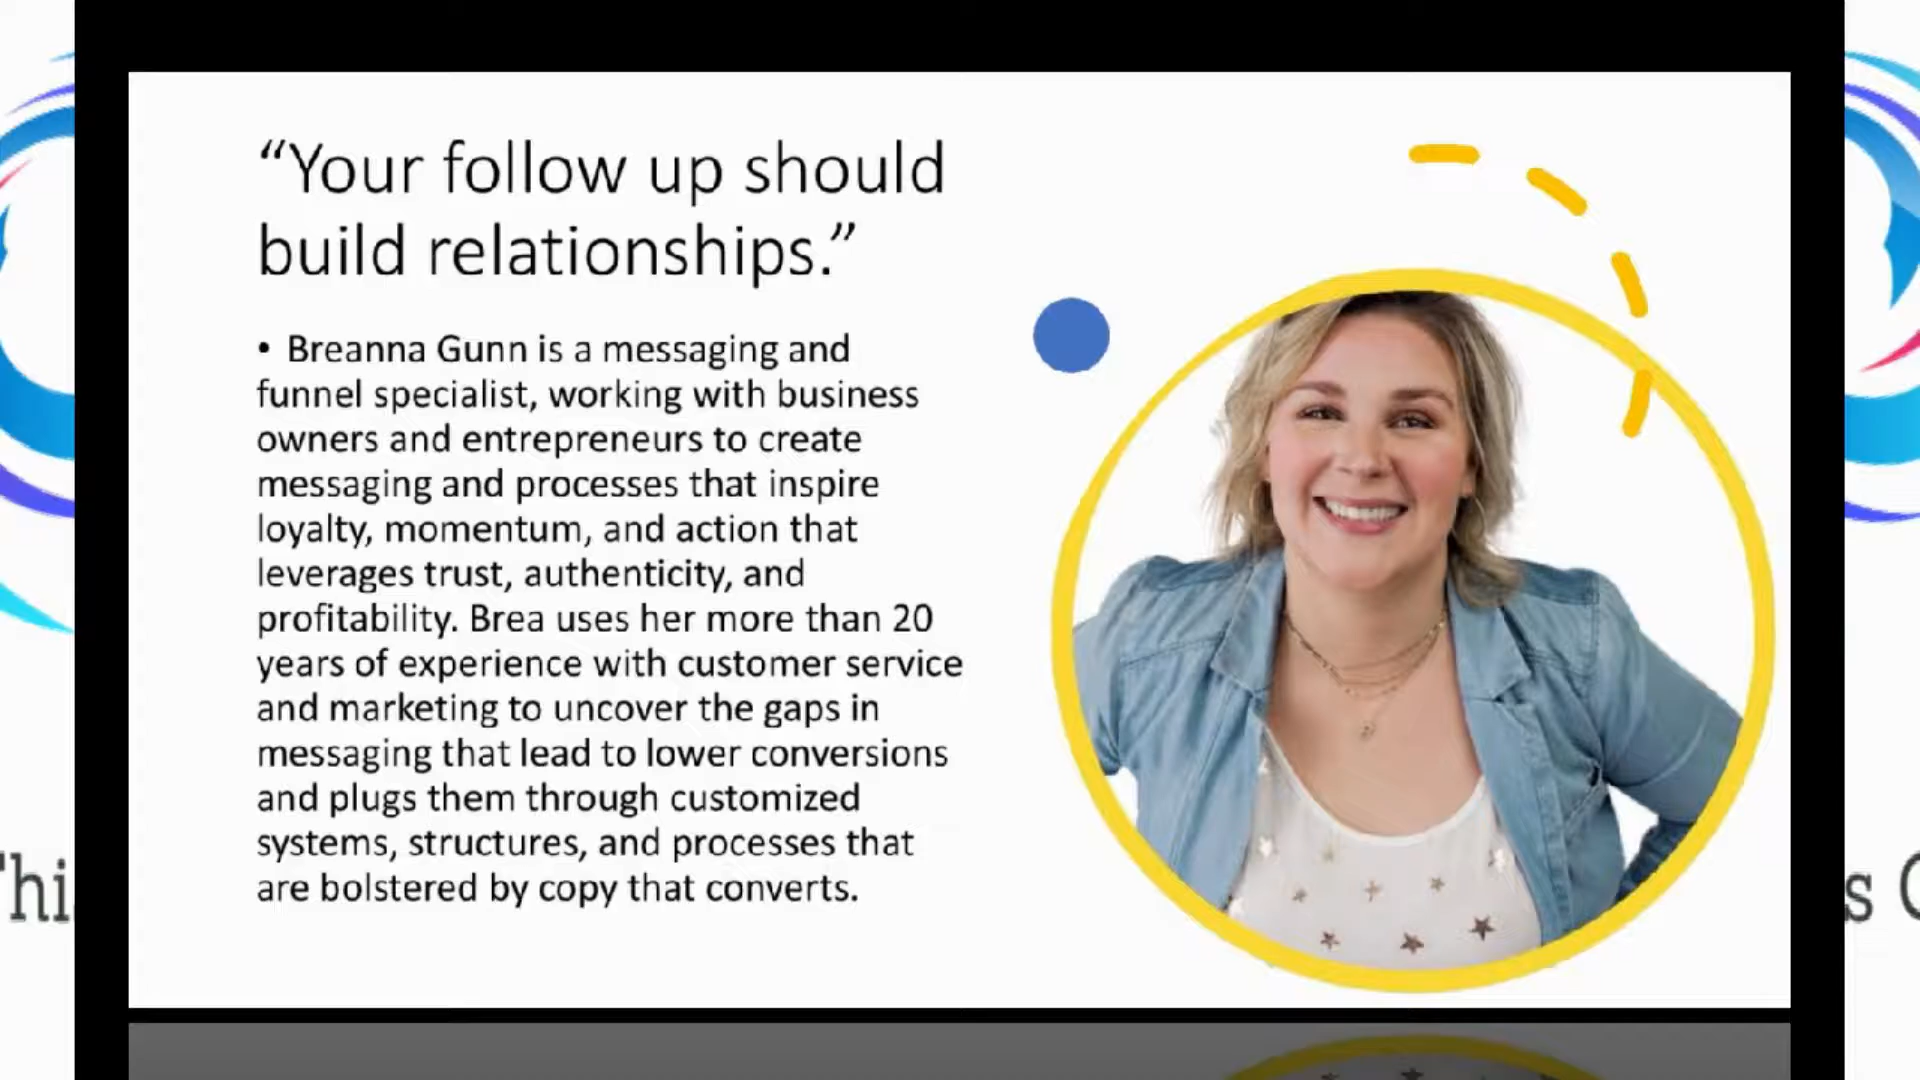 “Your follow up should
build relationships.”
• Breanna Gunn is a messaging and
funnel specialist, working with business
owners and entrepreneurs to create
messaging and processes that inspire
loyalty, momentum, and action that
leverages trust, authenticity, and
profitability. Brea uses her more than 20
years of experience with customer service
and marketing to uncover the gaps in
messaging that lead to lower conversions
and plugs them through customized
systems, structures, and processes that
are bolstered by copy that converts.